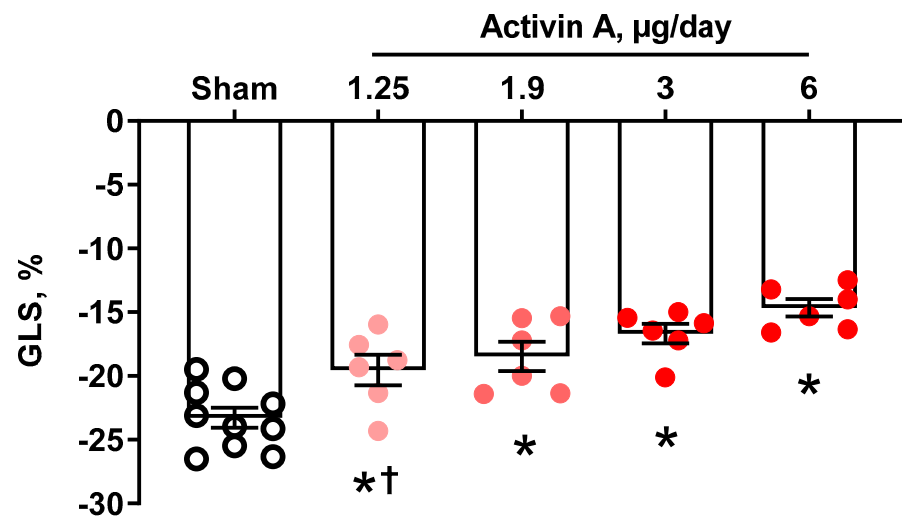 Activin A, µg/day
Sham 1.25 1.9 3 6
0
-5
-10
-15
-20
-25
-30
GLS, %
*† * * *